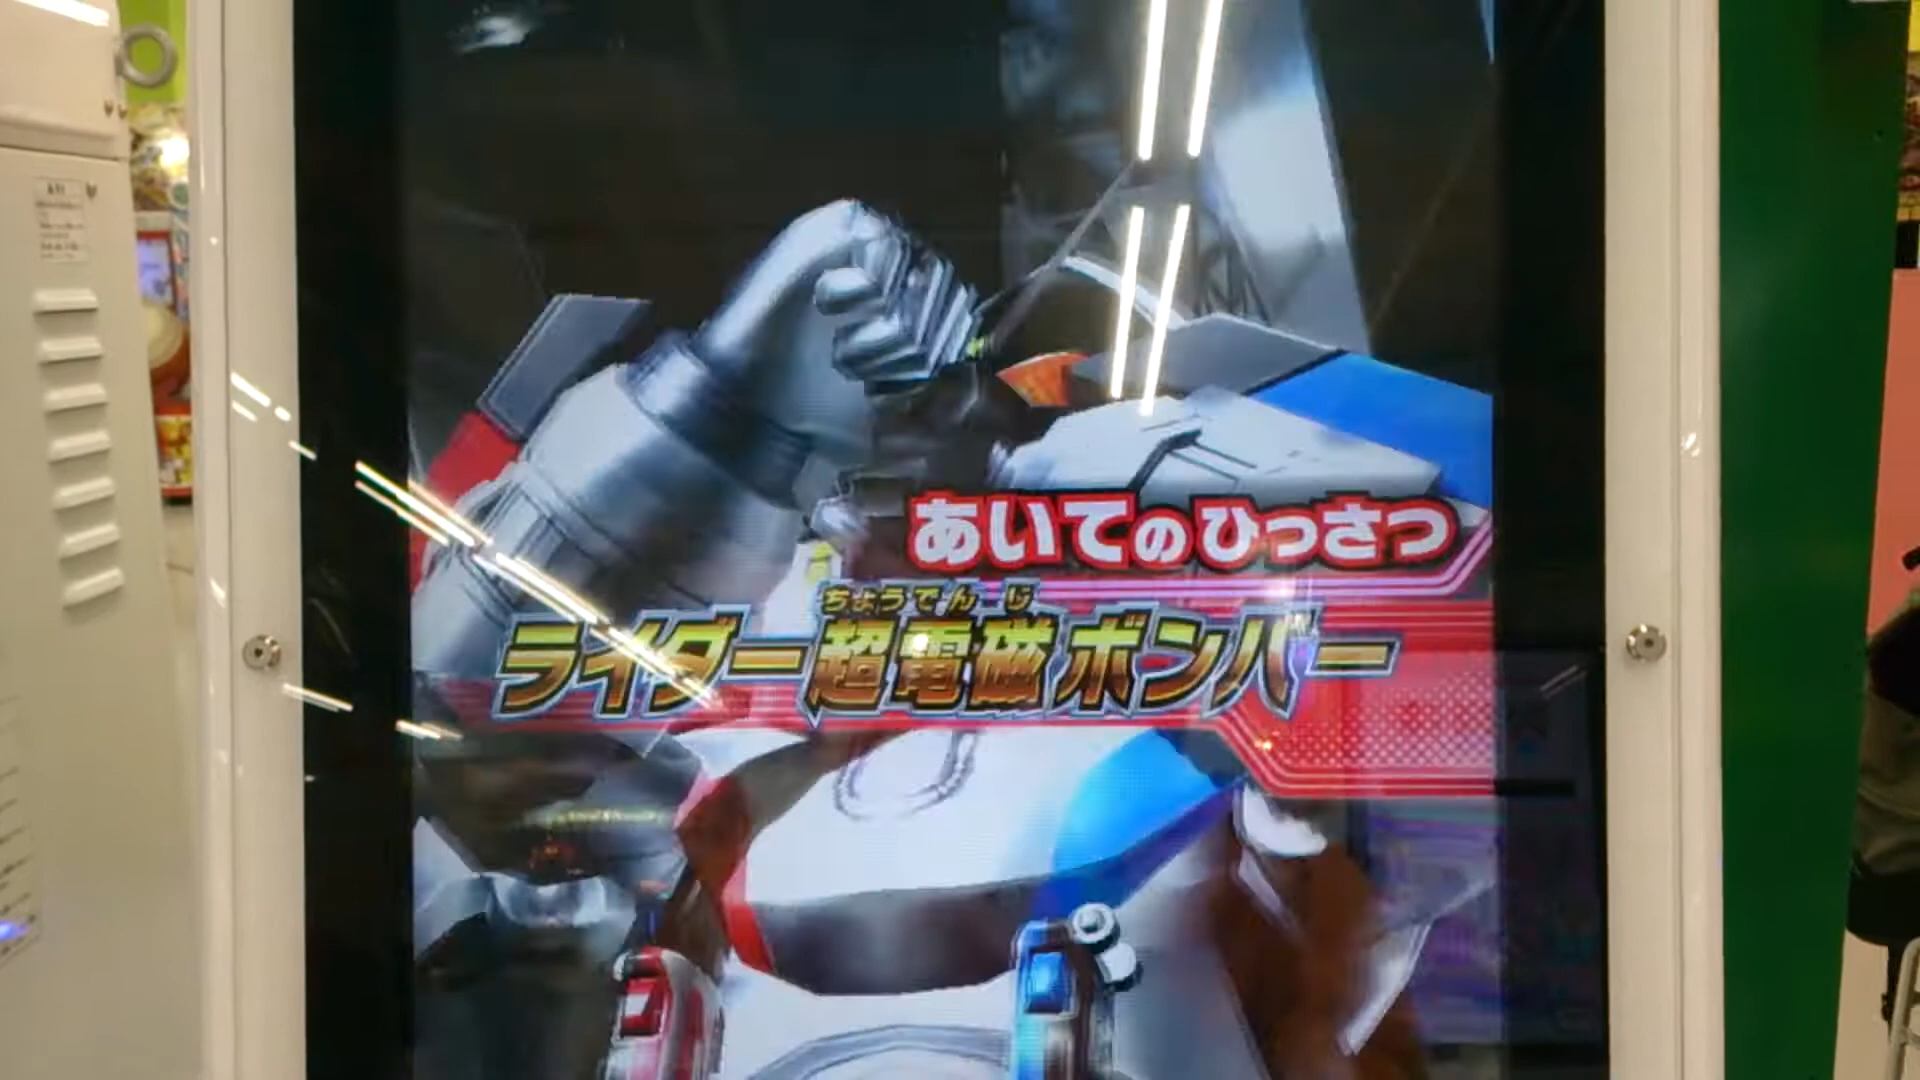 あいてのひっさつ
ちょうでんじ
ライダー超電磁ボンバー